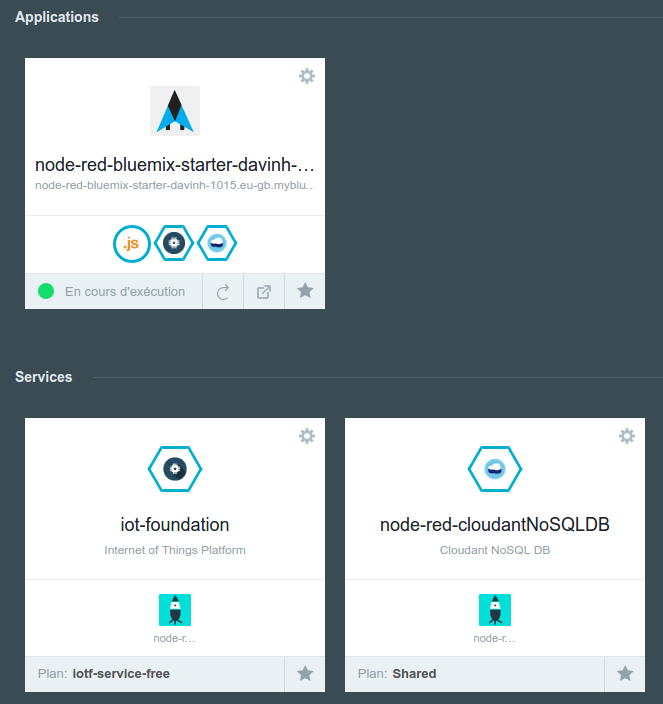 Applications
node-red-bluemix-starter-davinh-...
node-red-bluemix-starter-davinh-1015.eu-gb.myblu...
.js
En cours d'exécution
Services
iot-foundation
Internet of Things Platform
node-r...
Plan: iotf-service-free
node-red-cloudantNoSQLDB
Cloudant NoSQL DB
node-r...
Plan: Shared